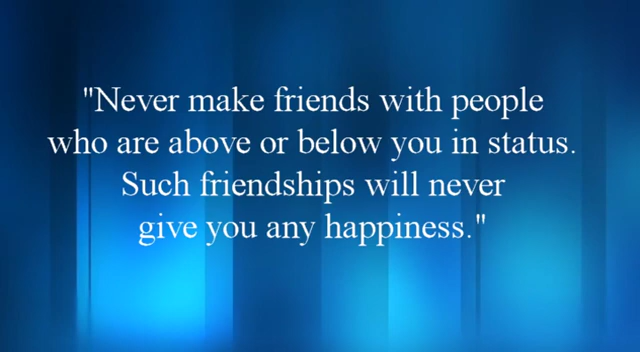 "Never make friends with people
who are above or below you in status.
Such friendships will never
give you any happiness."